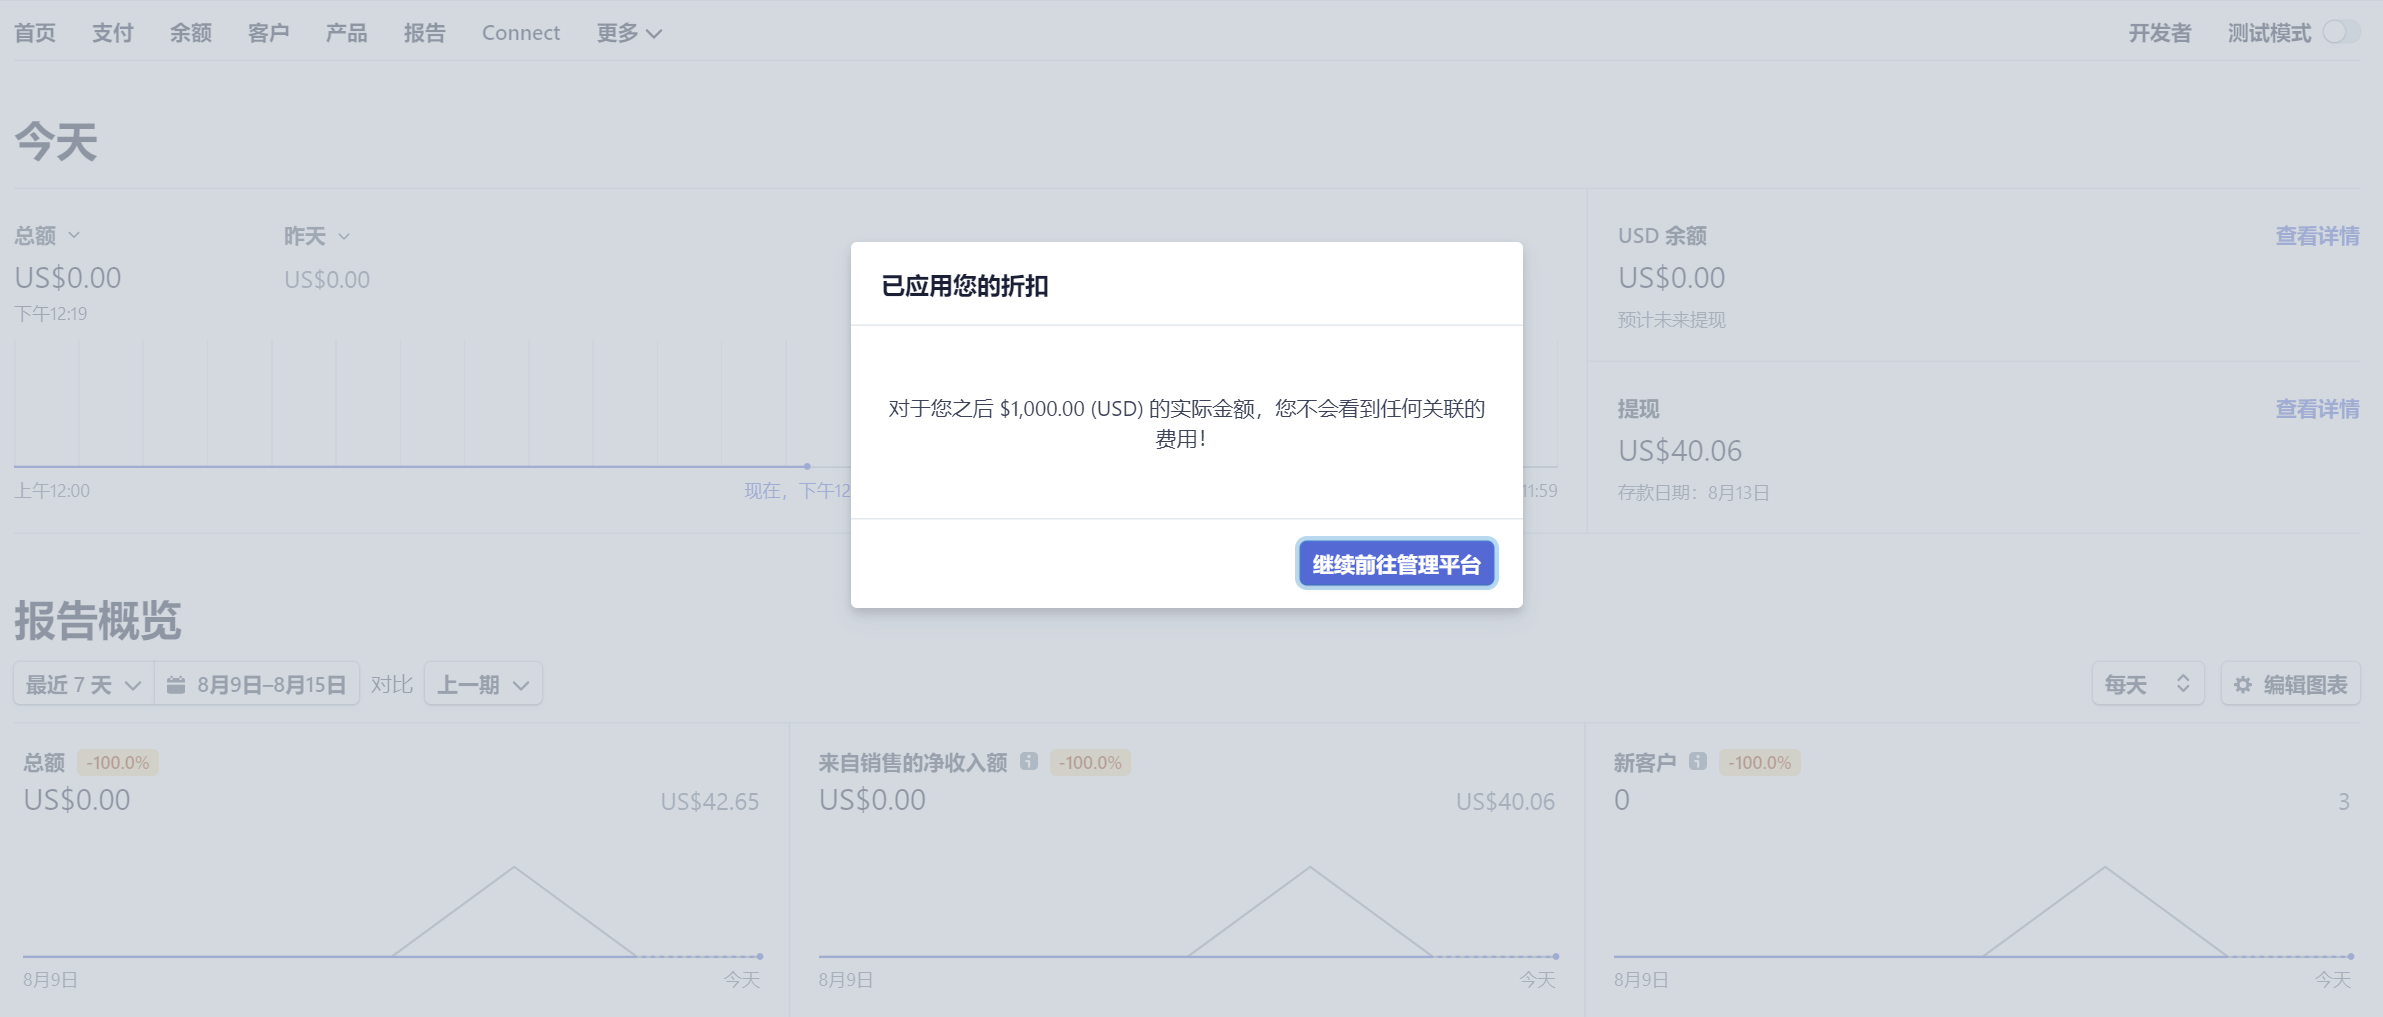 首页 支付 余额 客户 产品 报告 Connect 更多 开发者 测试模式
今天
总额 昨天
US$0.00 US$0.00
下午12:19
上午12:00 现在，下午12 11:59
USD 余额 查看详情
US$0.00
预计未来提现
提现 查看详情
US$40.06
存款日期：8月13日
已应用您的折扣
对于您之后 $1,000.00 (USD) 的实际金额，您不会看到任何关联的
费用！
继续前往管理平台
报告概览
最近 7 天 8月9日–8月15日 对比 上一期 每天 编辑图表
总额 -100.0%
US$0.00 US$42.65
8月9日 今天
来自销售的净收入额 -100.0%
US$0.00 US$40.06
8月9日 今天
新客户 -100.0%
0 3
8月9日 今天